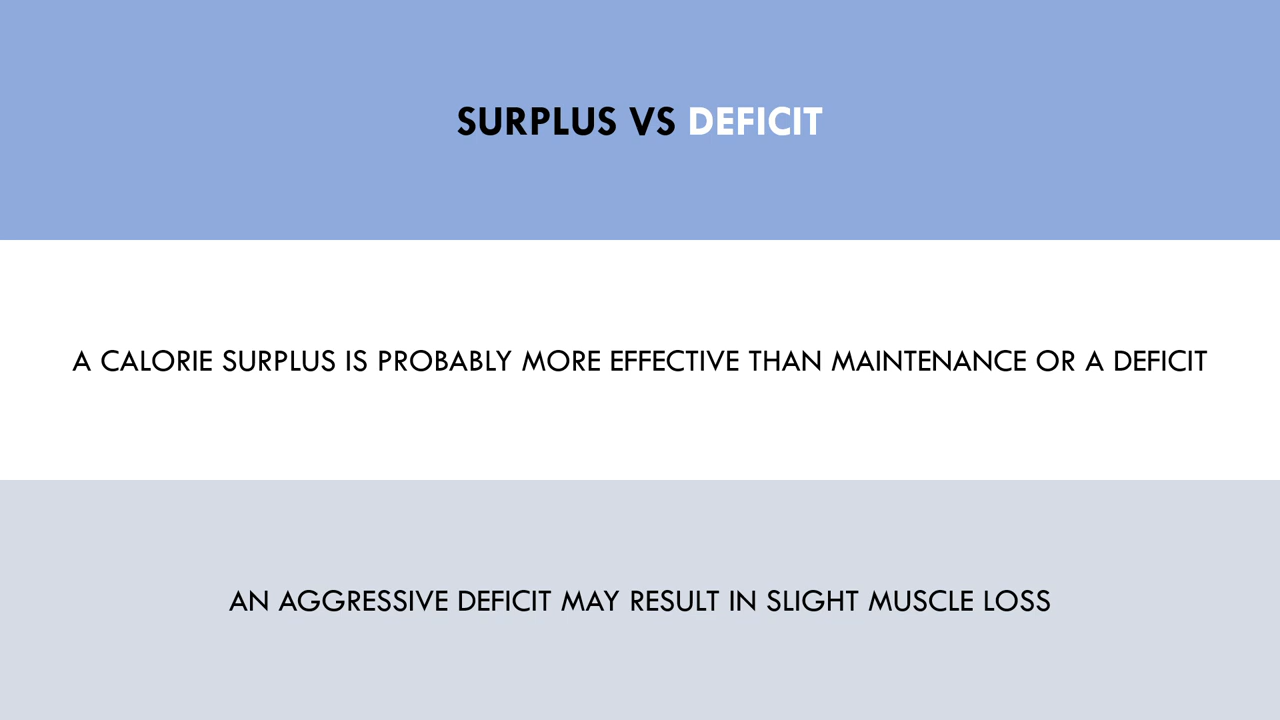 SURPLUS VS DEFICIT
A CALORIE SURPLUS IS PROBABLY MORE EFFECTIVE THAN MAINTENANCE OR A DEFICIT
AN AGGRESSIVE DEFICIT MAY RESULT IN SLIGHT MUSCLE LOSS